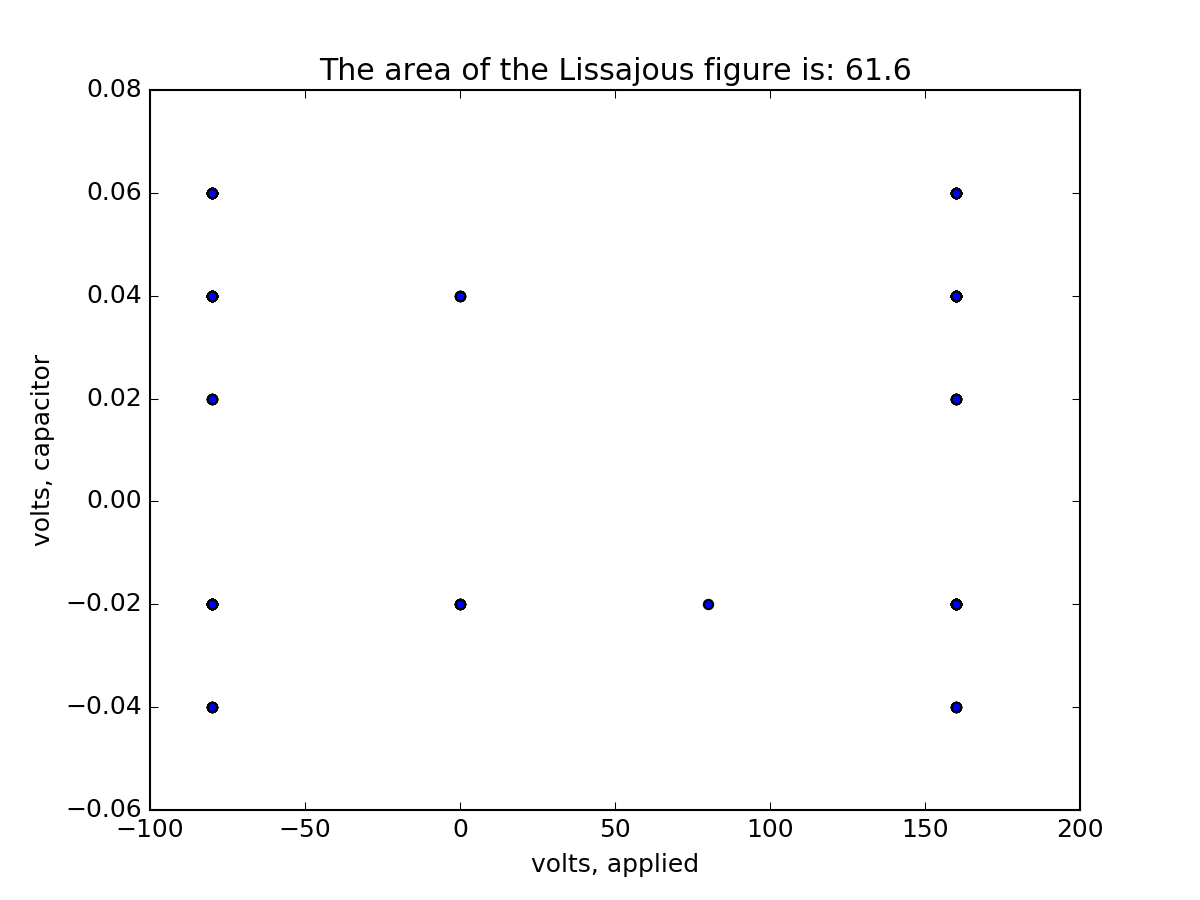 The area of the Lissajous figure is: 61.6
0.08
0.06
0.04
0.02
0.00
−0.02
−0.04
−0.06
volts, capacitor
−100 −50 0 50 100 150 200
volts, applied